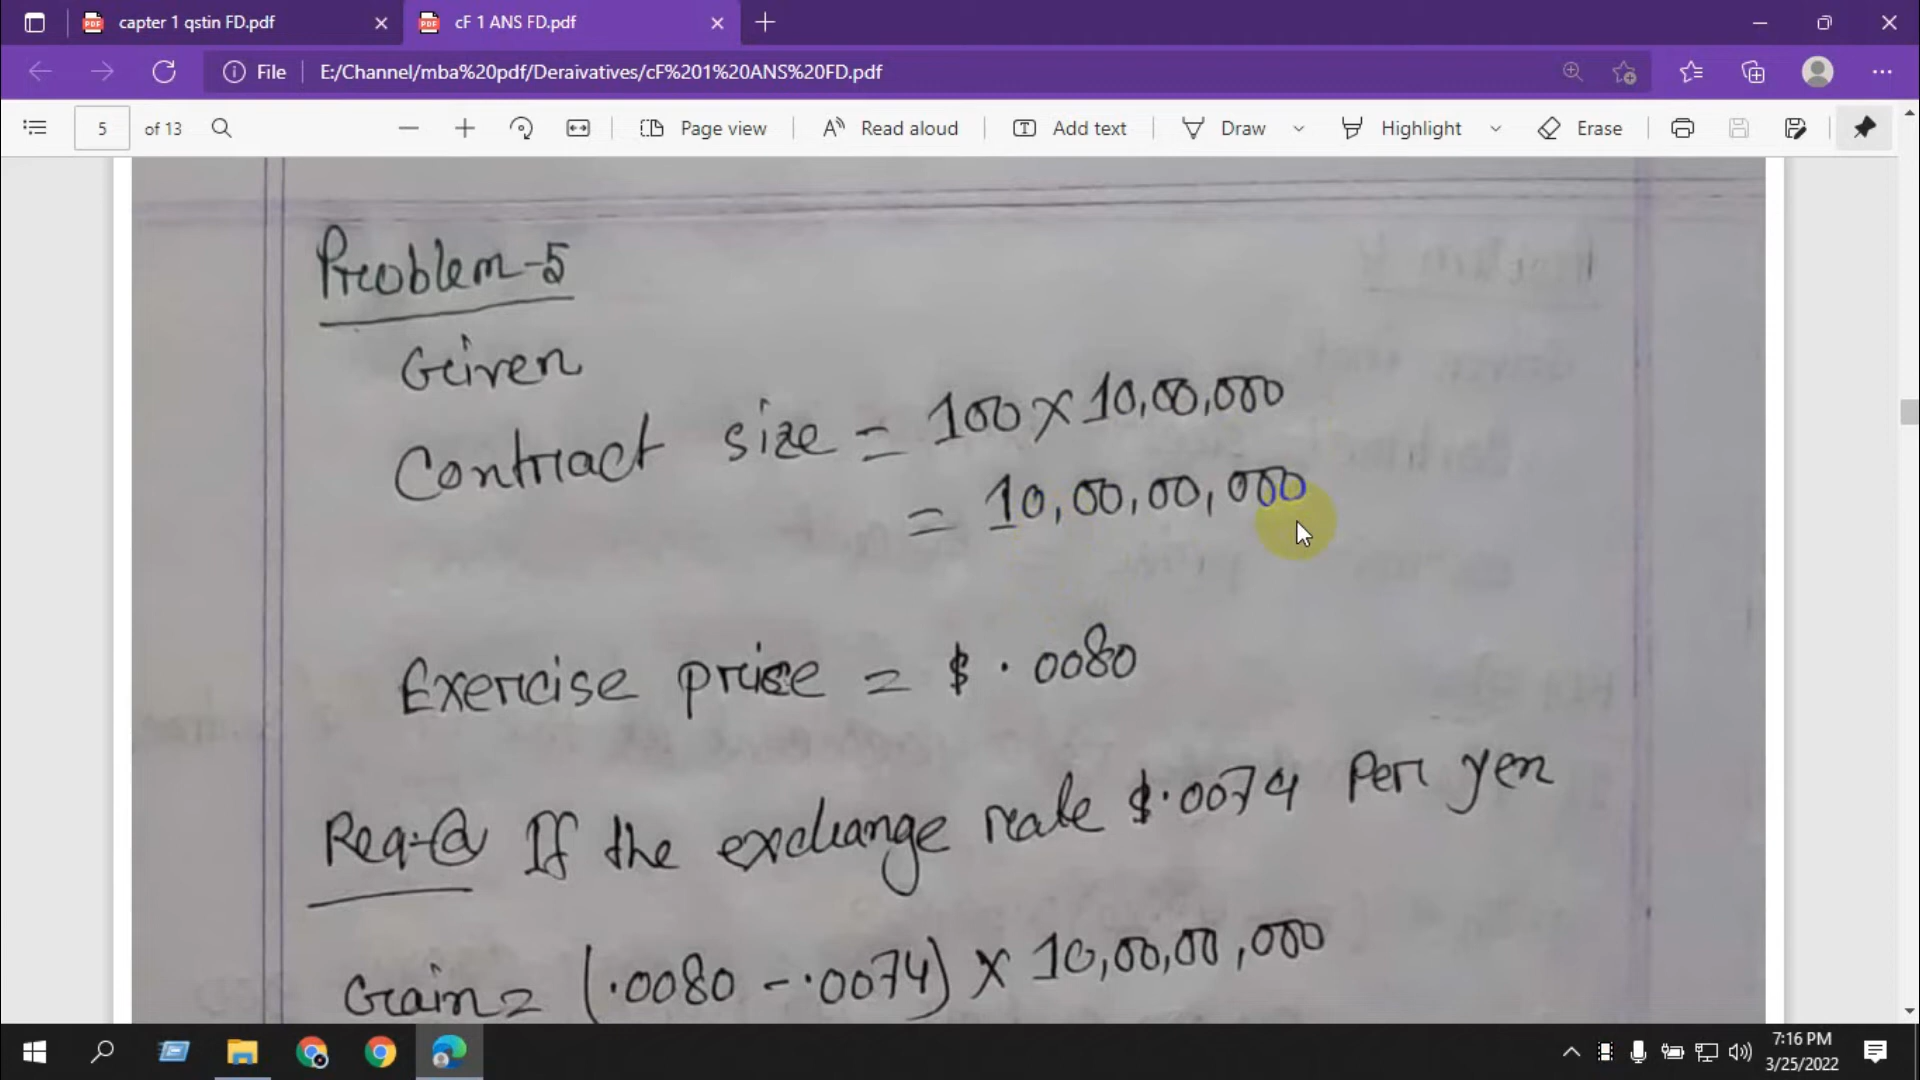 capter 1 qstin FD.pdf
cF 1 ANS FD.pdf
File
E:/Channel/mba%20pdf/Deraivatives/cF%201%20ANS%20FD.pdf
5 of 13
Page view
Read aloud
Add text
Draw
Highlight
Erase
Problem-5
Given
Contract size = 100 × 10,00,000
= 10,00,00,000
Exercise price = $ .0080
Req-@ If the exchange rate $.0074 Per yen
Gain = (.0080 - .0074) × 10,00,00,000
7:16 PM
3/25/2022